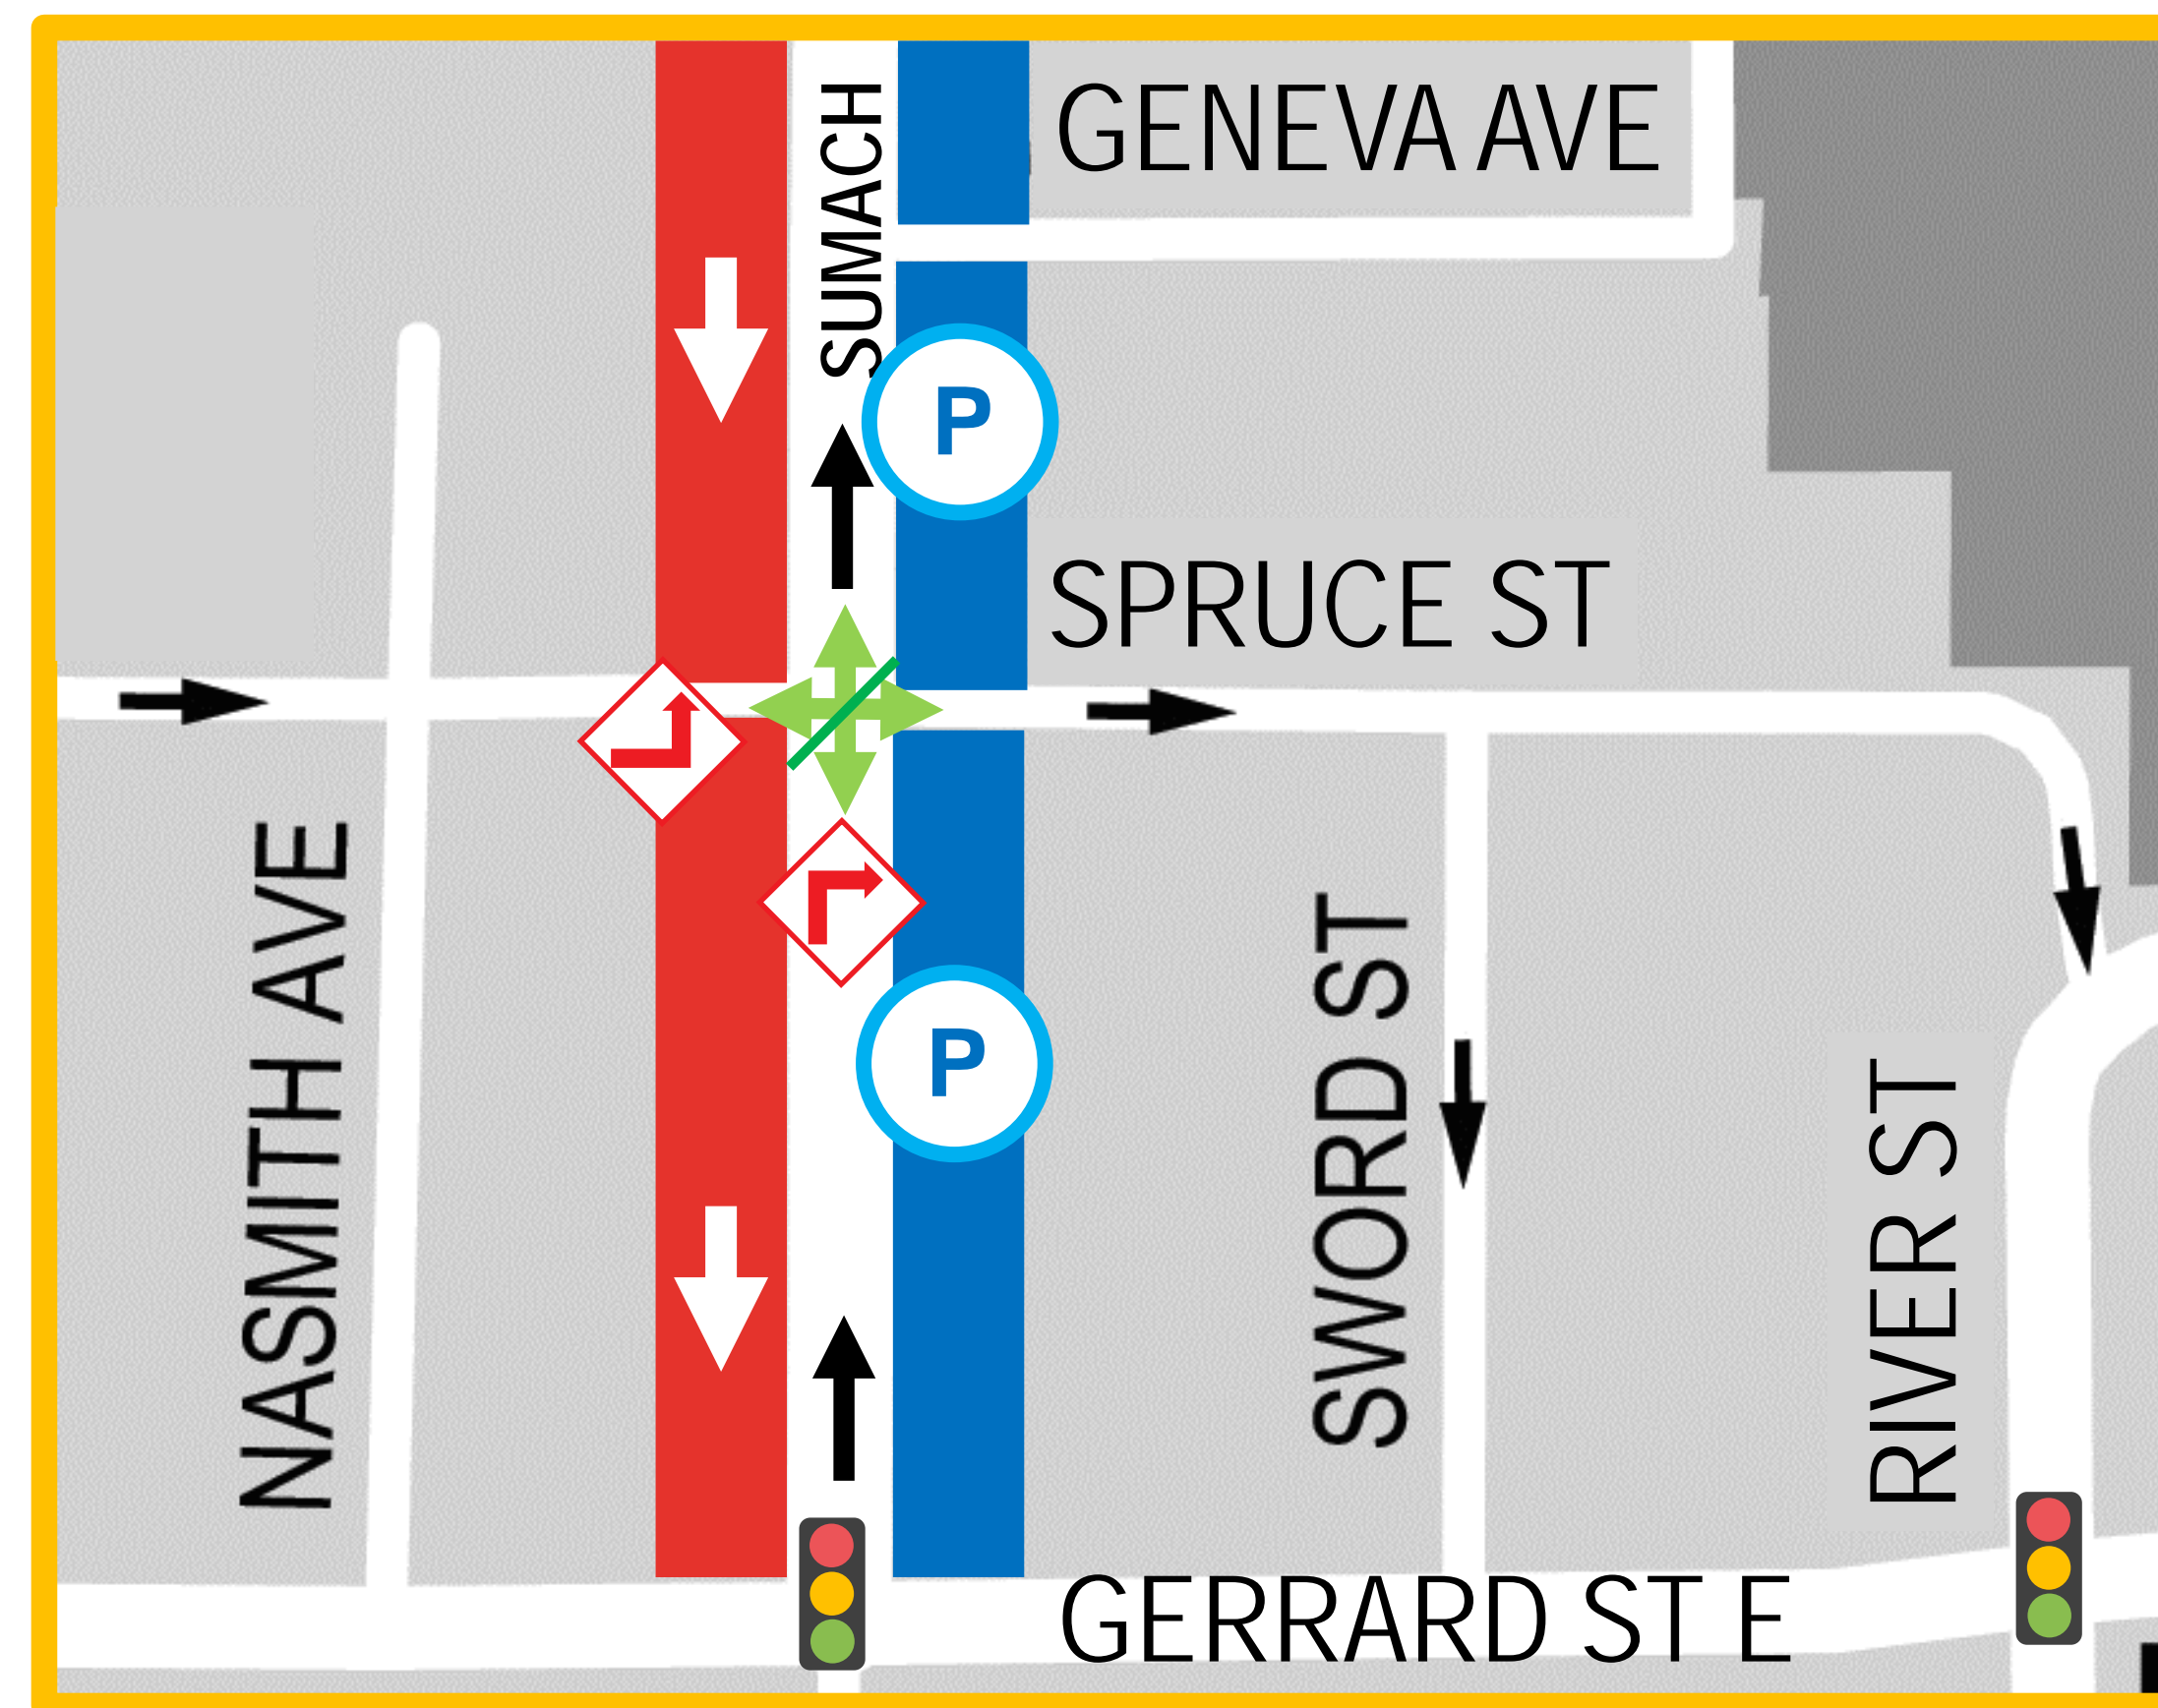 GENEVA AVE
SUMACH
P
SPRUCE ST
NASMITH AVE
SWORD ST
P
RIVER ST
GERRARD ST E